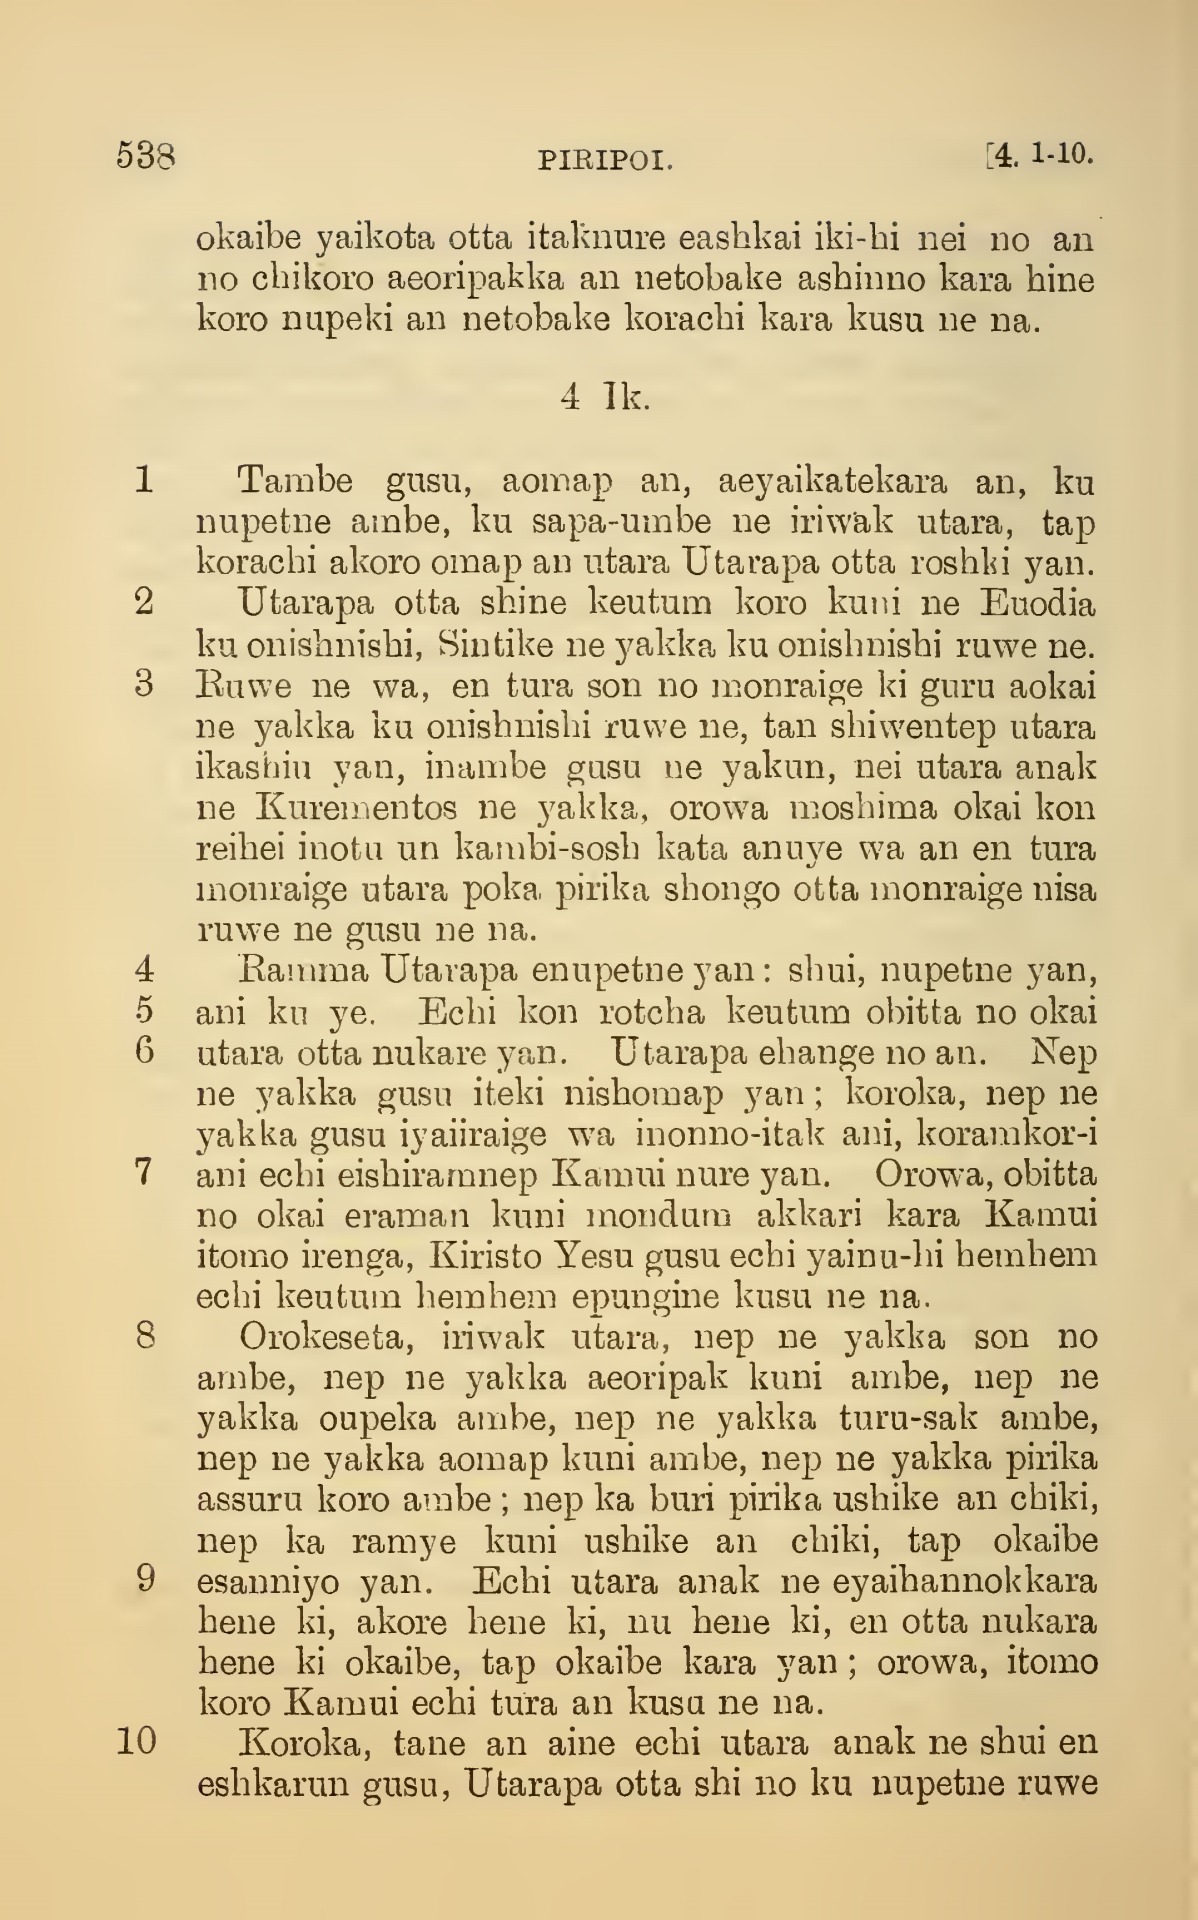 538 PIRIPOI. [4. 1-10.
okaibe yaikota otta itaknure eashkai iki-hi nei no an
no chikoro aeoripakka an netobake ashinno kara hine
koro nupeki an netobake korachi kara kusu ne na.
4 Ik.
1 Tambe gusu, aomap an, aeyaikatekara an, ku
nupetne ambe, ku sapa-umbe ne iriwak utara, tap
korachi akoro omap an utara Utarapa otta roshki yan.
2 Utarapa otta shine keutum koro kuni ne Euodia
ku onishnishi, Sintike ne yakka ku onishnishi ruwe ne.
3 Ruwe ne wa, en tura son no monraige ki guru aokai
ne yakka ku onishnishi ruwe ne, tan shiwentep utara
ikashiu yan, inambe gusu ne yakun, nei utara anak
ne Kurementos ne yakka, orowa moshima okai kon
reihei inotu un kambi-sosh kata anuye wa an en tura
monraige utara poka pirika shongo otta monraige nisa
ruwe ne gusu ne na.
4 Ramma Utarapa enupetne yan: shui, nupetne yan,
5 ani ku ye. Echi kon rotcha keutum obitta no okai
6 utara otta nukare yan. Utarapa ehange no an. Nep
ne yakka gusu iteki nishomap yan; koroka, nep ne
yakka gusu iyaiiraige wa inonno-itak ani, koramkor-i
7 ani echi eishiramnep Kamui nure yan. Orowa, obitta
no okai eraman kuni mondum akkari kara Kamui
itomo irenga, Kiristo Yesu gusu echi yainu-hi hemhem
echi keutum hemhem epungine kusu ne na.
8 Orokeseta, iriwak utara, nep ne yakka son no
ambe, nep ne yakka aeoripak kuni ambe, nep ne
yakka oupeka ambe, nep ne yakka turu-sak ambe,
nep ne yakka aomap kuni ambe, nep ne yakka pirika
assuru koro ambe; nep ka buri pirika ushike an chiki,
nep ka ramye kuni ushike an chiki, tap okaibe
9 esanniyo yan. Echi utara anak ne eyaihannokkara
hene ki, akore hene ki, nu hene ki, en otta nukara
hene ki okaibe, tap okaibe kara yan; orowa, itomo
koro Kamui echi tura an kusu ne na.
10 Koroka, tane an aine echi utara anak ne shui en
eshkarun gusu, Utarapa otta shi no ku nupetne ruwe